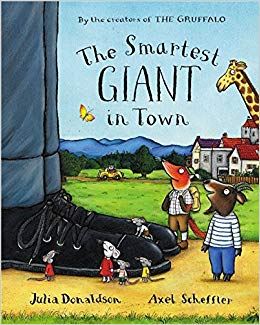 By the creators of THE GRUFFALO
The Smartest
GIANT
in Town
Julia Donaldson
Axel Scheffler